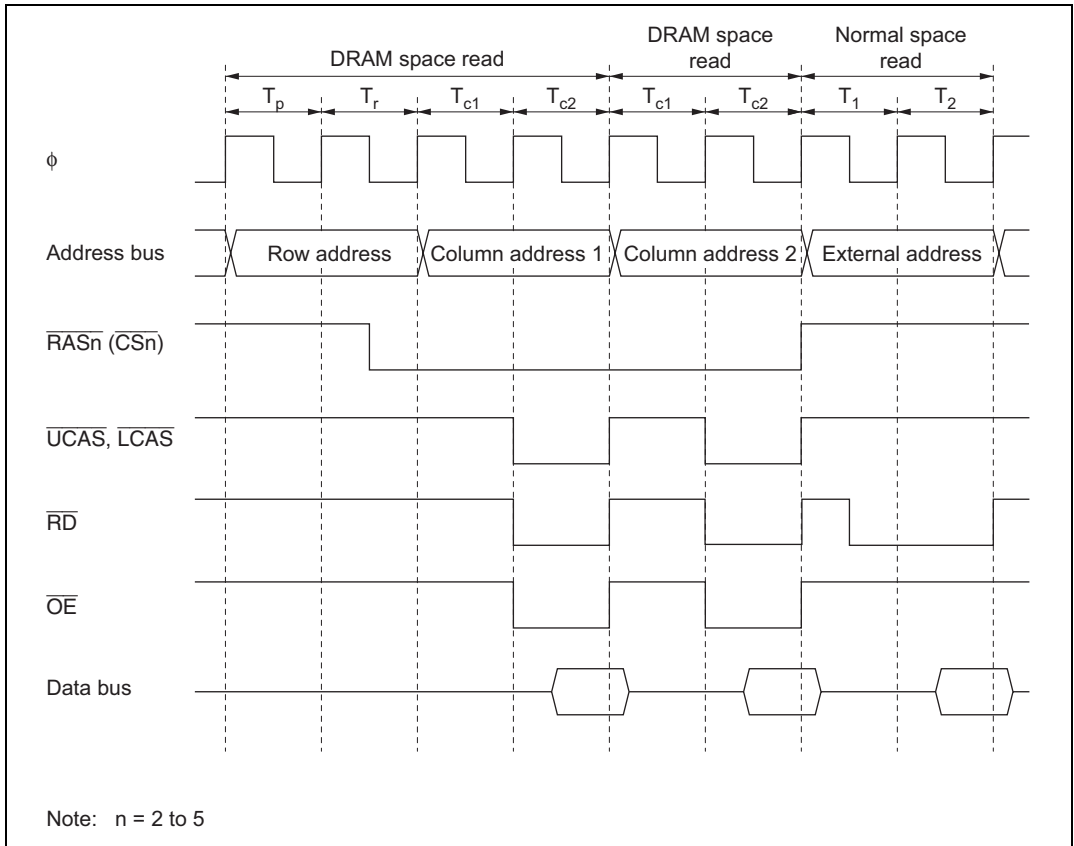 DRAM space read
DRAM space
read
Normal space
read
Tp Tr Tc1 Tc2 Tc1 Tc2 T1 T2
ϕ
Address bus Row address Column address 1 Column address 2 External address
RASn (CSn)
UCAS, LCAS
RD
OE
Data bus
Note: n = 2 to 5